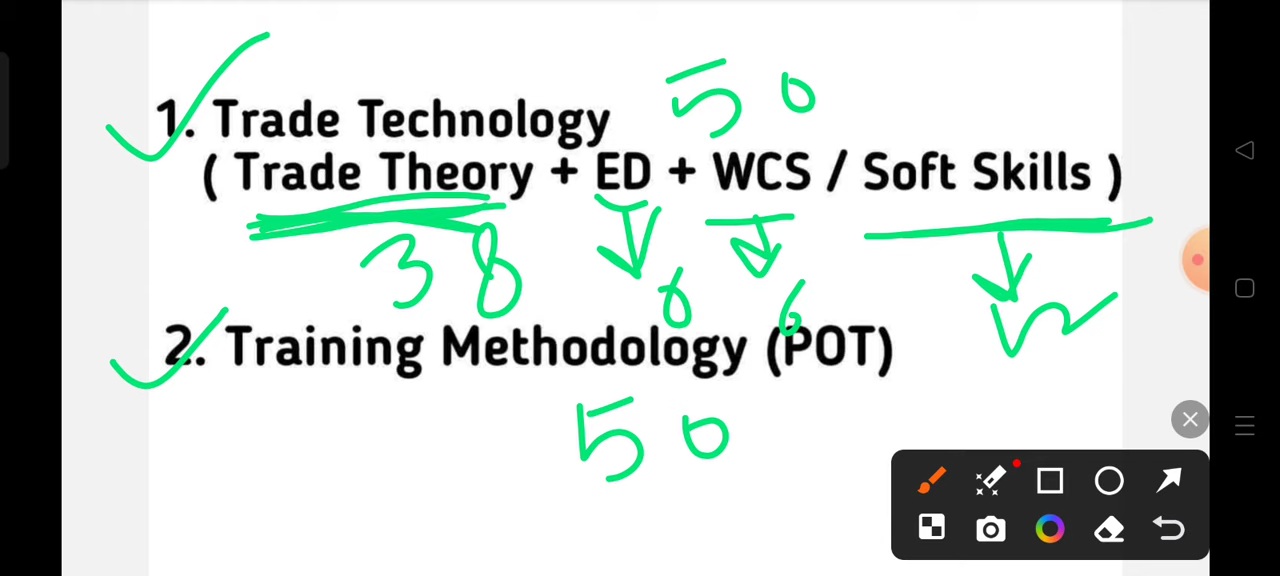 1. Trade Technology 50
( Trade Theory + ED + WCS / Soft Skills )
38 6 6
2. Training Methodology (POT)
50